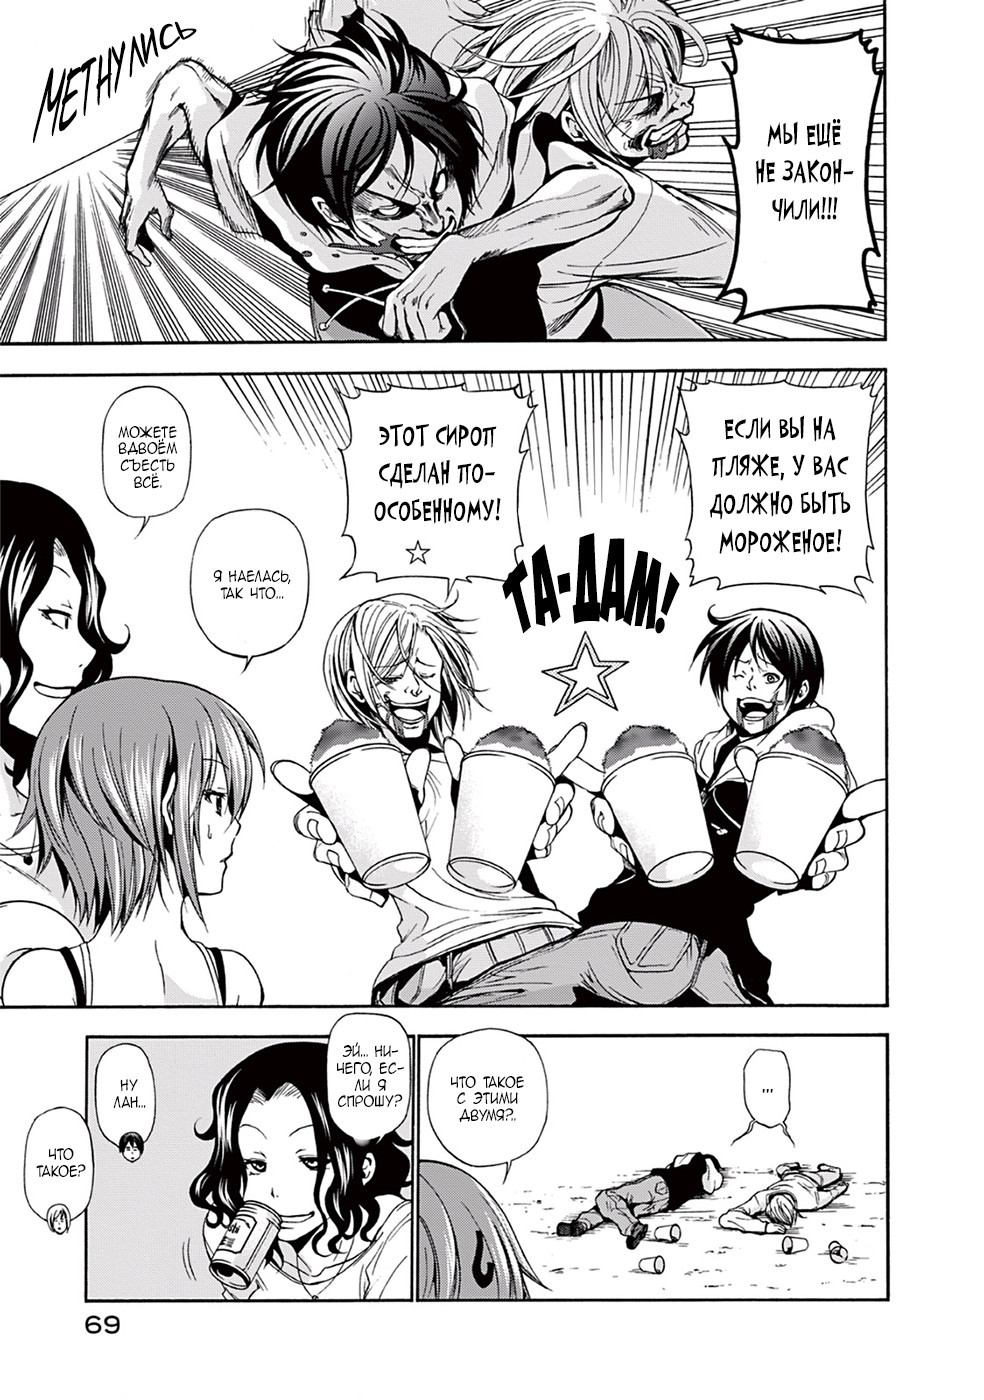 МЫ ЕЩЁ
НЕ ЗАКОН-
ЧИЛИ!!!
МЕТНУЛИСЬ
ЕСЛИ ВЫ НА
ПЛЯЖЕ, У ВАС
ДОЛЖНО БЫТЬ
МОРОЖЕНОЕ!
ТА-ДАМ!
ЭТОТ СИРОП
СДЕЛАН ПО-
ОСОБЕННОМУ!
☆
МОЖЕТЕ
ВДВОЁМ
СЪЕСТЬ
ВСЁ.
Я НАЕЛАСЬ,
ТАК ЧТО...
...
ЧТО ТАКОЕ
С ЭТИМИ
ДВУМЯ?..
ЭЙ... НИ-
ЧЕГО, ЕС-
ЛИ Я
СПРОШУ?
НУ
ЛАН...
ЧТО
ТАКОЕ?
69